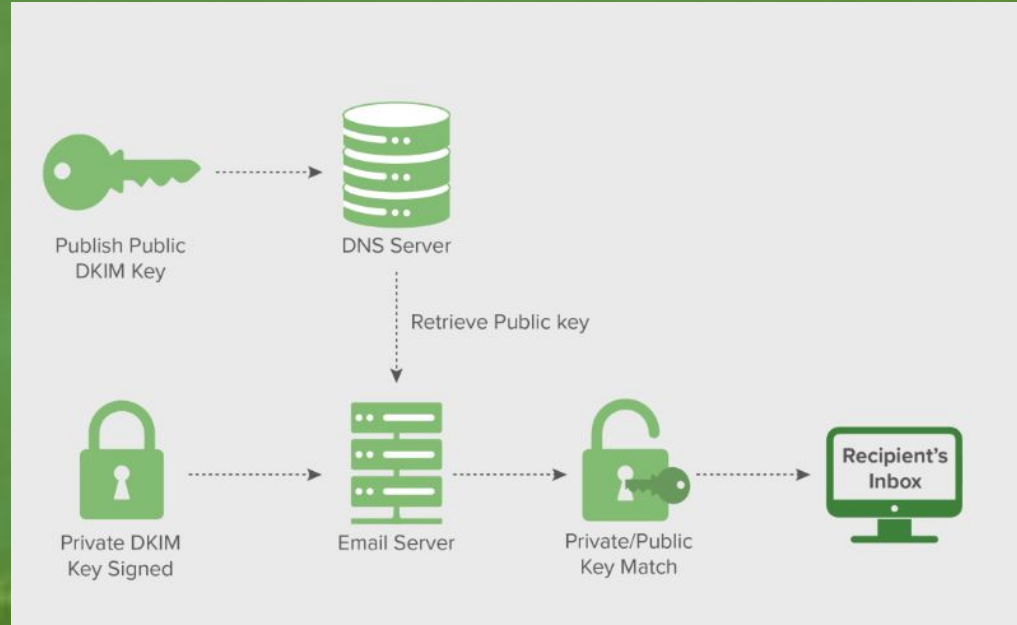 Publish Public
DKIM Key
DNS Server
Retrieve Public key
Private DKIM
Key Signed
Email Server
Private/Public
Key Match
Recipient's
Inbox